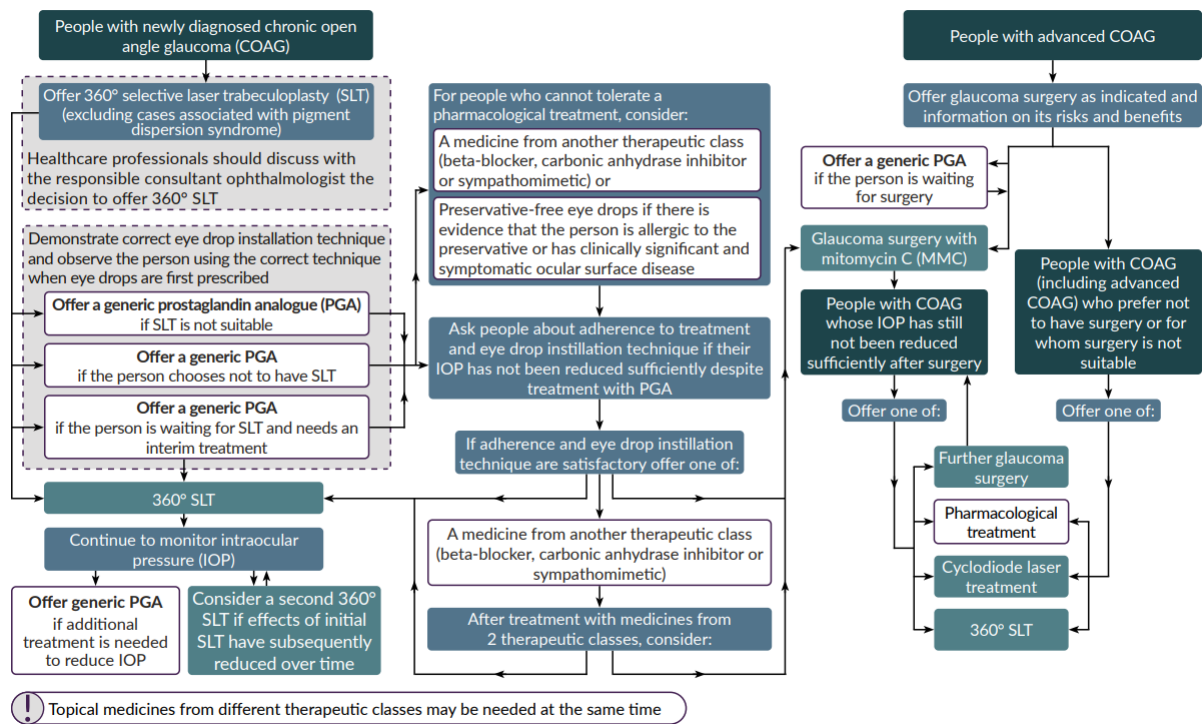 People with newly diagnosed chronic open
angle glaucoma (COAG)
Offer 360° selective laser trabeculoplasty (SLT)
(excluding cases associated with pigment
dispersion syndrome)
Healthcare professionals should discuss with
the responsible consultant ophthalmologist the
decision to offer 360° SLT
Demonstrate correct eye drop installation technique
and observe the person using the correct technique
when eye drops are first prescribed
Offer a generic prostaglandin analogue (PGA)
if SLT is not suitable
Offer a generic PGA
if the person chooses not to have SLT
Offer a generic PGA
if the person is waiting for SLT and needs an
interim treatment
360° SLT
Continue to monitor intraocular
pressure (IOP)
Offer generic PGA
if additional
treatment is needed
to reduce IOP
Consider a second 360°
SLT if effects of initial
SLT have subsequently
reduced over time
For people who cannot tolerate a
pharmacological treatment, consider:
A medicine from another therapeutic class
(beta-blocker, carbonic anhydrase inhibitor
or sympathomimetic) or
Preservative-free eye drops if there is
evidence that the person is allergic to the
preservative or has clinically significant and
symptomatic ocular surface disease
Ask people about adherence to treatment
and eye drop instillation technique if their
IOP has not been reduced sufficiently despite
treatment with PGA
If adherence and eye drop instillation
technique are satisfactory offer one of:
A medicine from another therapeutic class
(beta-blocker, carbonic anhydrase inhibitor or
sympathomimetic)
After treatment with medicines from
2 therapeutic classes, consider:
People with advanced COAG
Offer glaucoma surgery as indicated and
information on its risks and benefits
Offer a generic PGA
if the person is waiting
for surgery
Glaucoma surgery with
mitomycin C (MMC)
People with COAG
whose IOP has still
not been reduced
sufficiently after surgery
Offer one of:
People with COAG
(including advanced
COAG) who prefer not
to have surgery or for
whom surgery is not
suitable
Offer one of:
Further glaucoma
surgery
Pharmacological
treatment
Cyclodiode laser
treatment
360° SLT
! Topical medicines from different therapeutic classes may be needed at the same time